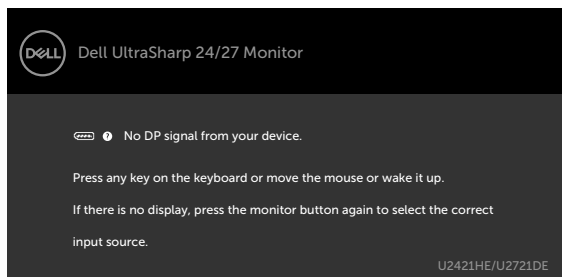 DELL
Dell UltraSharp 24/27 Monitor
? No DP signal from your device.
Press any key on the keyboard or move the mouse or wake it up.
If there is no display, press the monitor button again to select the correct
input source.
U2421HE/U2721DE